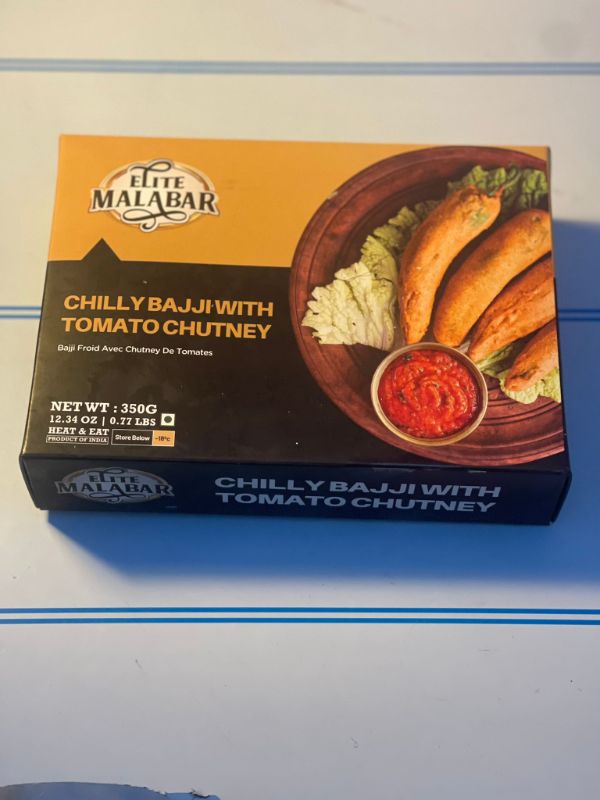 ELITE
MALABAR
CHILLY BAJJI WITH
TOMATO CHUTNEY
Bajji Froid Avec Chutney De Tomates
NET WT : 350G
12.34 OZ | 0.77 LBS
HEAT & EAT
PRODUCT OF INDIA Store Below -18°c
ELITE
MALABAR
CHILLY BAJJI WITH
TOMATO CHUTNEY